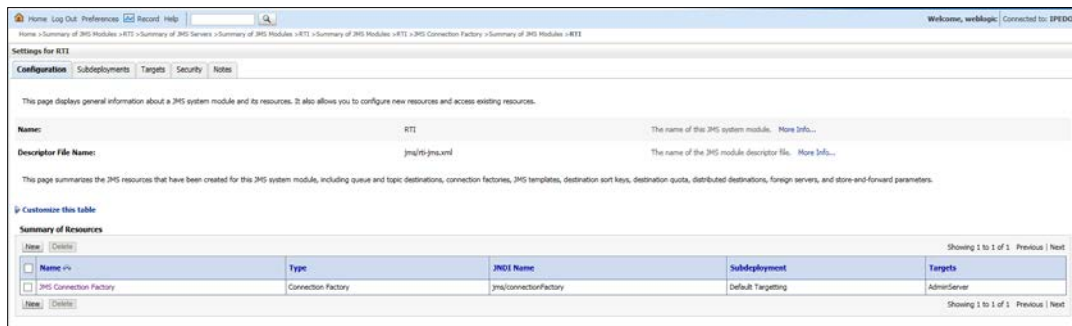 Home Log Out Preferences Record Help
Welcome, weblogic Connected to: IPEDO
Home >Summary of JMS Modules >RTI >Summary of JMS Servers >Summary of JMS Modules >RTI >Summary of JMS Modules >RTI >JMS Connection Factory >Summary of JMS Modules >RTI
Settings for RTI
Configuration Subdeployments Targets Security Notes
This page displays general information about a JMS system module and its resources. It also allows you to configure new resources and access existing resources.
Name: RTI The name of this JMS system module. More Info...
Descriptor File Name: jms/rti-jms.xml The name of the JMS module descriptor file. More Info...
This page summarizes the JMS resources that have been created for this JMS system module, including queue and topic destinations, connection factories, JMS templates, destination sort keys, destination quota, distributed destinations, foreign servers, and store-and-forward parameters.
Customize this table
Summary of Resources
New Delete Showing 1 to 1 of 1 Previous | Next
Name Type JNDI Name Subdeployment Targets
JMS Connection Factory Connection Factory jms/connectionFactory Default Targetting AdminServer
New Delete Showing 1 to 1 of 1 Previous | Next